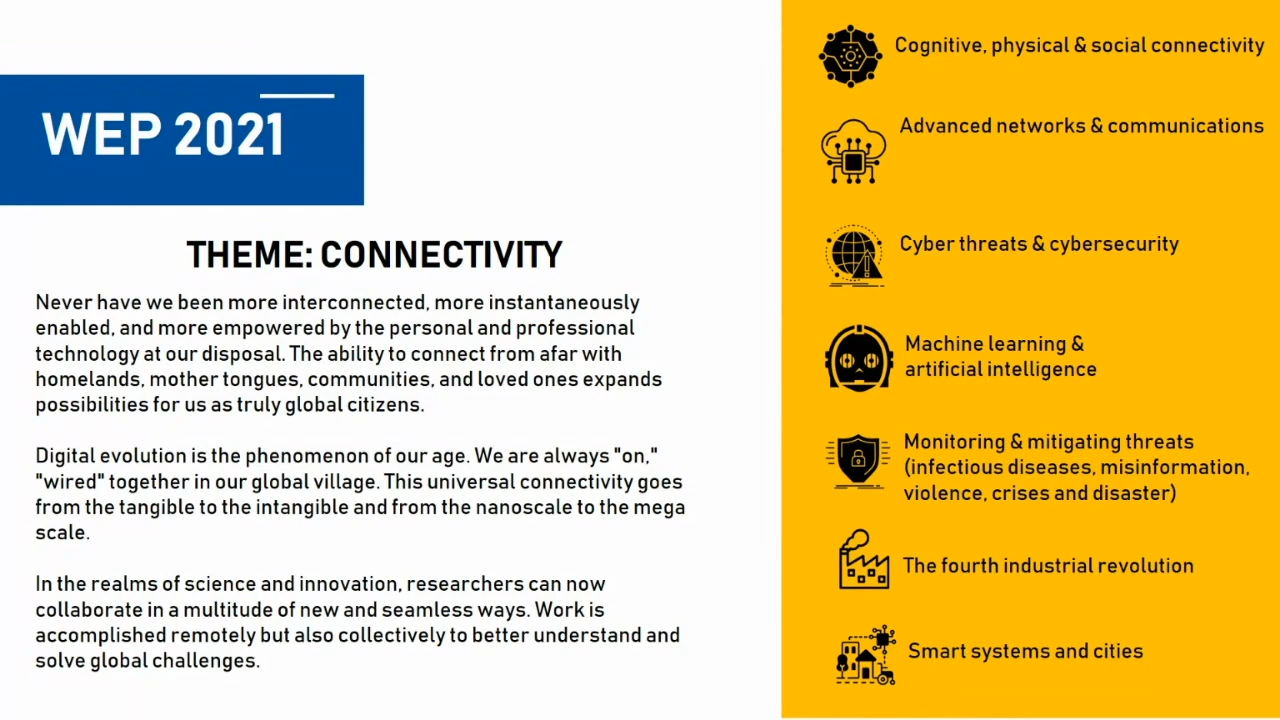 WEP 2021
THEME: CONNECTIVITY
Never have we been more interconnected, more instantaneously
enabled, and more empowered by the personal and professional
technology at our disposal. The ability to connect from afar with
homelands, mother tongues, communities, and loved ones expands
possibilities for us as truly global citizens.
Digital evolution is the phenomenon of our age. We are always "on,"
"wired" together in our global village. This universal connectivity goes
from the tangible to the intangible and from the nanoscale to the mega
scale.
In the realms of science and innovation, researchers can now
collaborate in a multitude of new and seamless ways. Work is
accomplished remotely but also collectively to better understand and
solve global challenges.
Cognitive, physical & social connectivity
Advanced networks & communications
Cyber threats & cybersecurity
Machine learning &
artificial intelligence
Monitoring & mitigating threats
(infectious diseases, misinformation,
violence, crises and disaster)
The fourth industrial revolution
Smart systems and cities